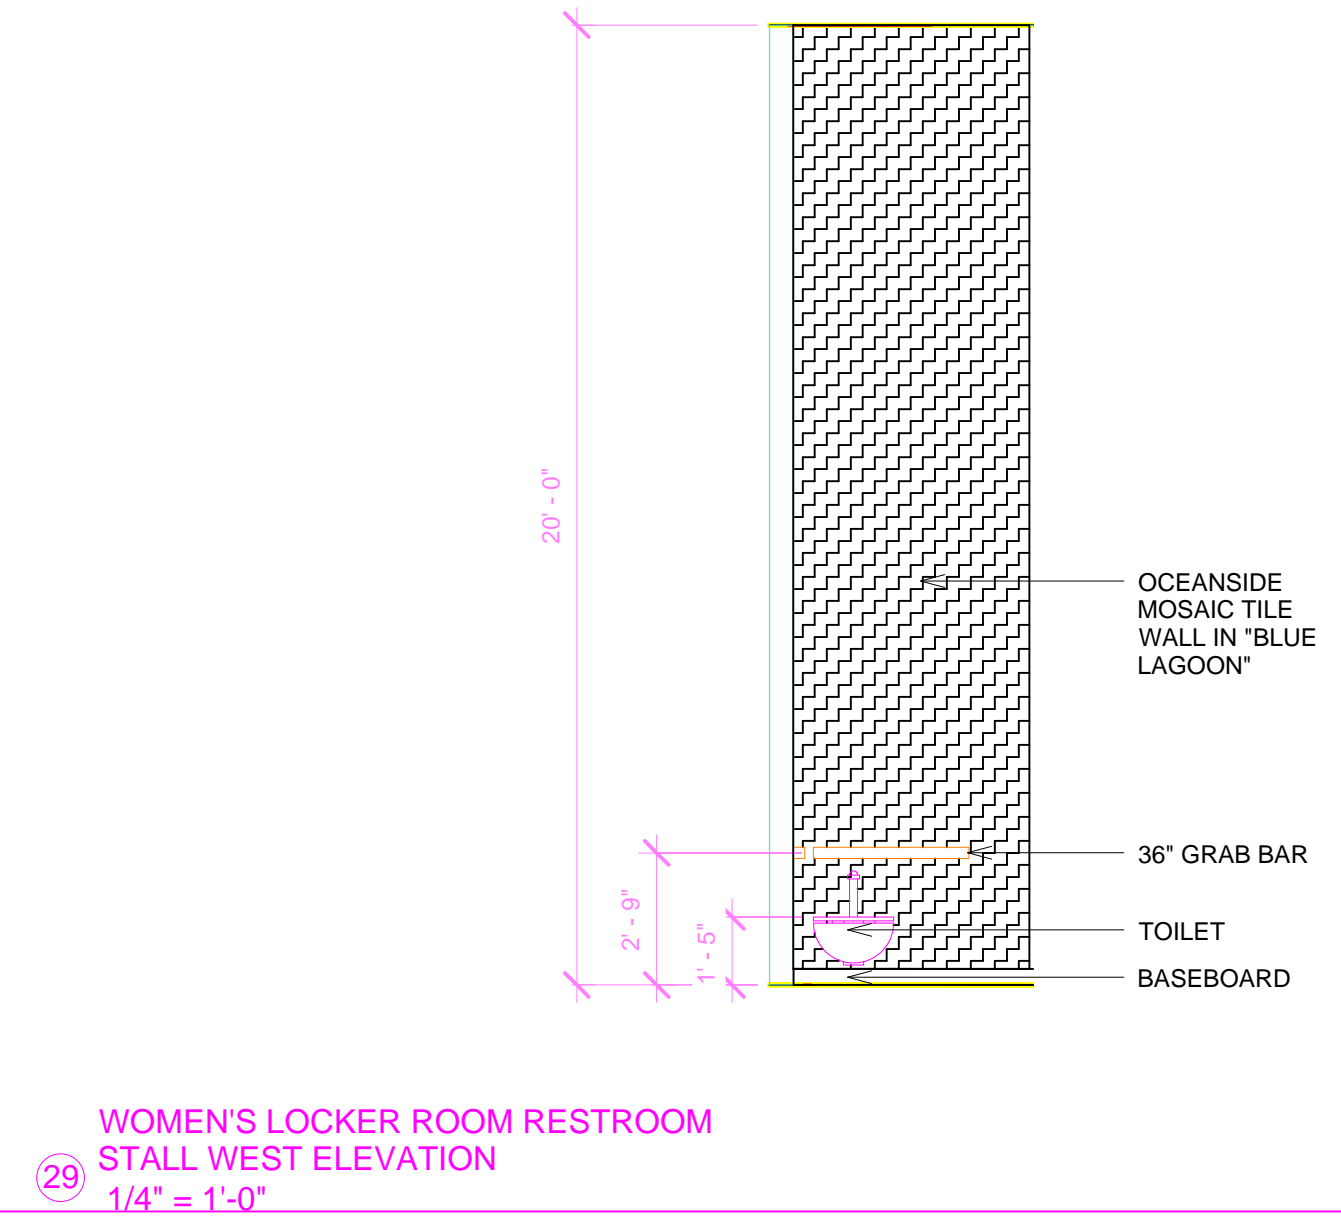 20' - 0"
OCEANSIDE
MOSAIC TILE
WALL IN "BLUE
LAGOON"
36" GRAB BAR
2' - 9"
1' - 5"
TOILET
BASEBOARD
WOMEN'S LOCKER ROOM RESTROOM
STALL WEST ELEVATION
29
1/4" = 1'-0"